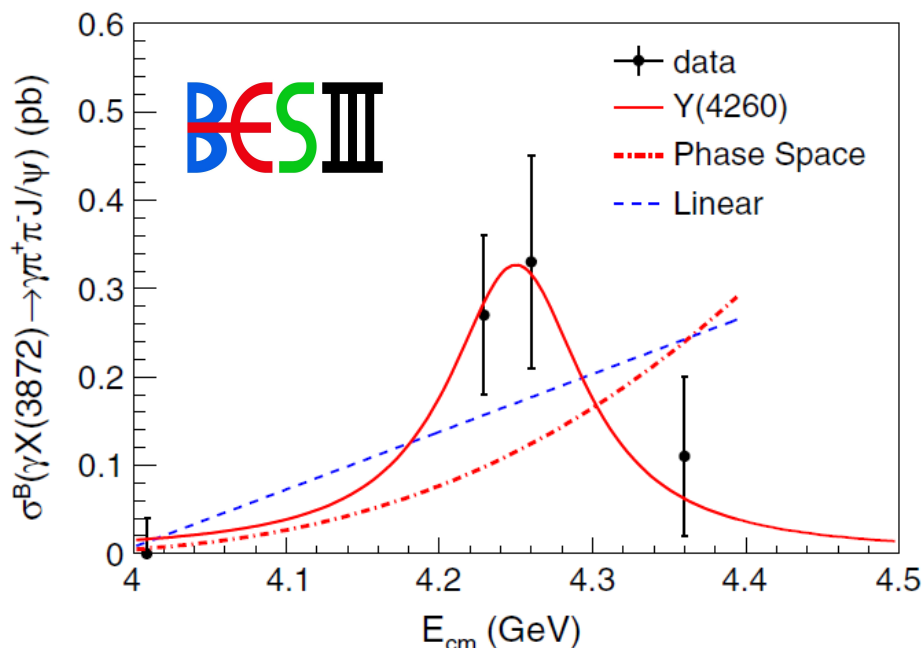 σᴮ(γX(3872)→γπ⁺π⁻J/ψ) (pb)
0.6
0.5
0.4
0.3
0.2
0.1
0
BESIII
data
Y(4260)
Phase Space
Linear
4 4.1 4.2 4.3 4.4 4.5
E_cm (GeV)